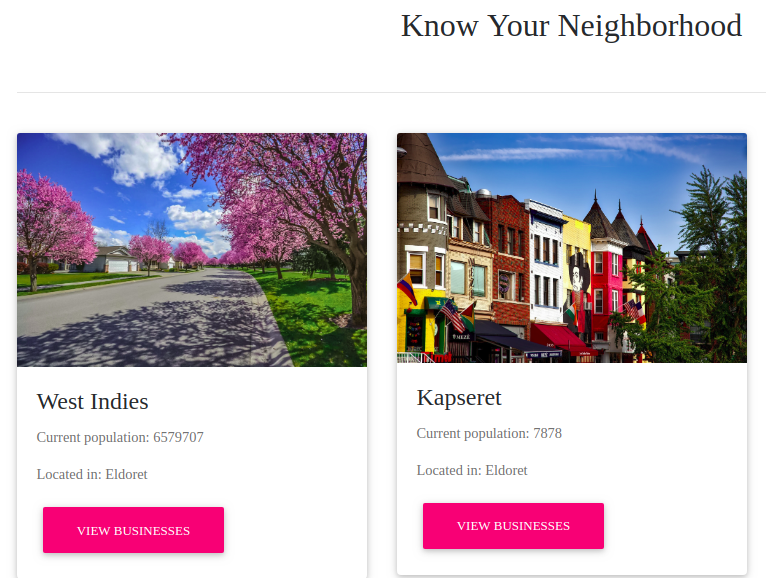 Know Your Neighborhood
West Indies
Current population: 6579707
Located in: Eldoret
VIEW BUSINESSES
Kapseret
Current population: 7878
Located in: Eldoret
VIEW BUSINESSES